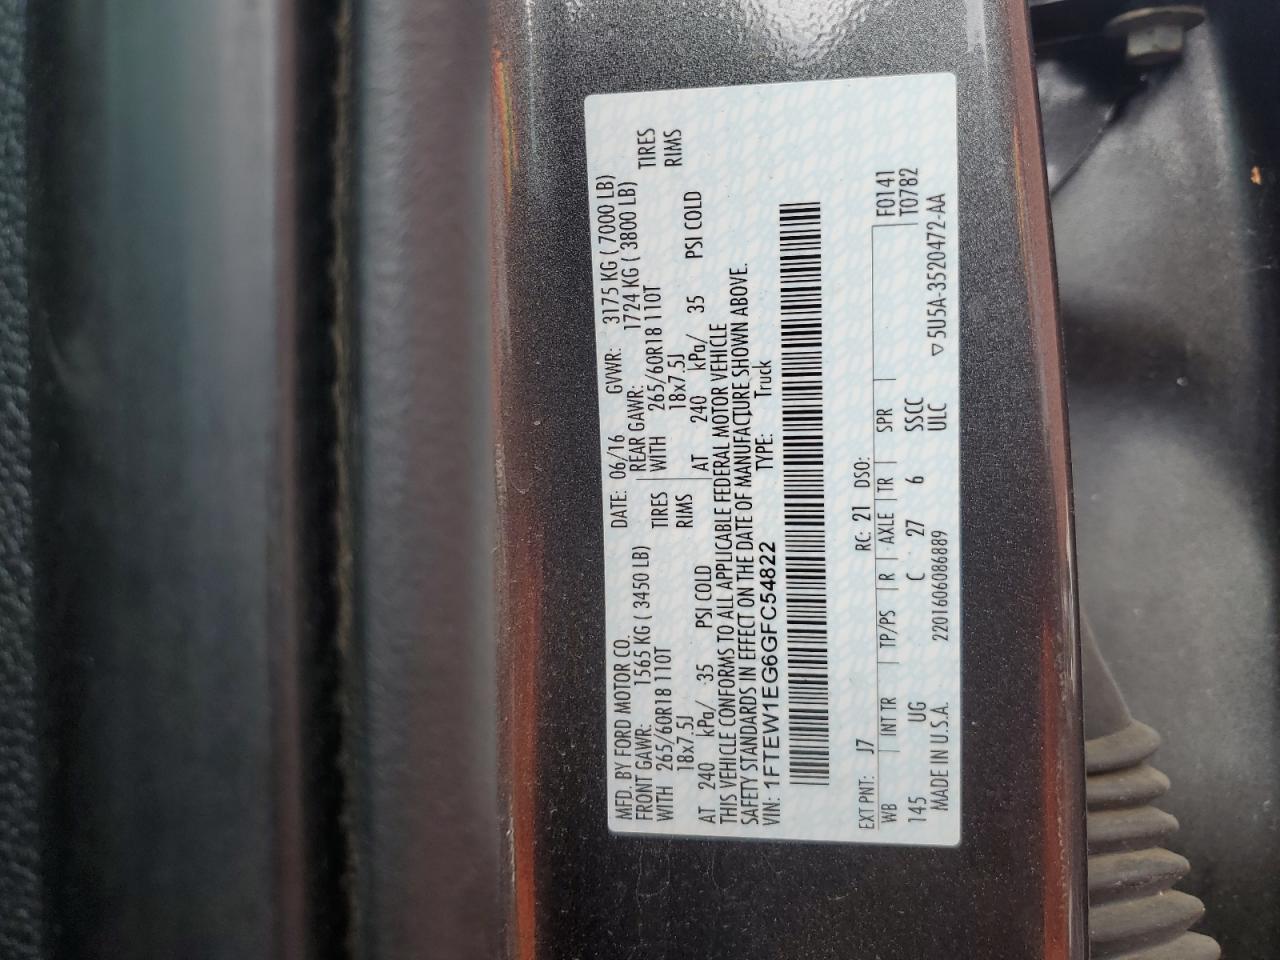 MFD. BY FORD MOTOR CO. DATE: 06/16 GVWR: 3175 KG ( 7000 LB)
FRONT GAWR: 1565 KG ( 3450 LB) REAR GAWR: 1724 KG ( 3800 LB)
WITH 265/60R18 110T TIRES WITH 265/60R18 110T TIRES
18x7.5J RIMS 18x7.5J RIMS
AT 240 kPa/ 35 PSI COLD AT 240 kPa/ 35 PSI COLD
THIS VEHICLE CONFORMS TO ALL APPLICABLE FEDERAL MOTOR VEHICLE
SAFETY STANDARDS IN EFFECT ON THE DATE OF MANUFACTURE SHOWN ABOVE.
VIN: 1FTEW1EG6GFC54822 TYPE: Truck
EXT PNT: J7 RC: 21 DSO: F0141
WB INT TR TP/PS R AXLE TR SPR T0782
145 UG C 27 6 SSCC
MADE IN U.S.A. 2201606086889 ULC ▽5U5A-3520472-AA